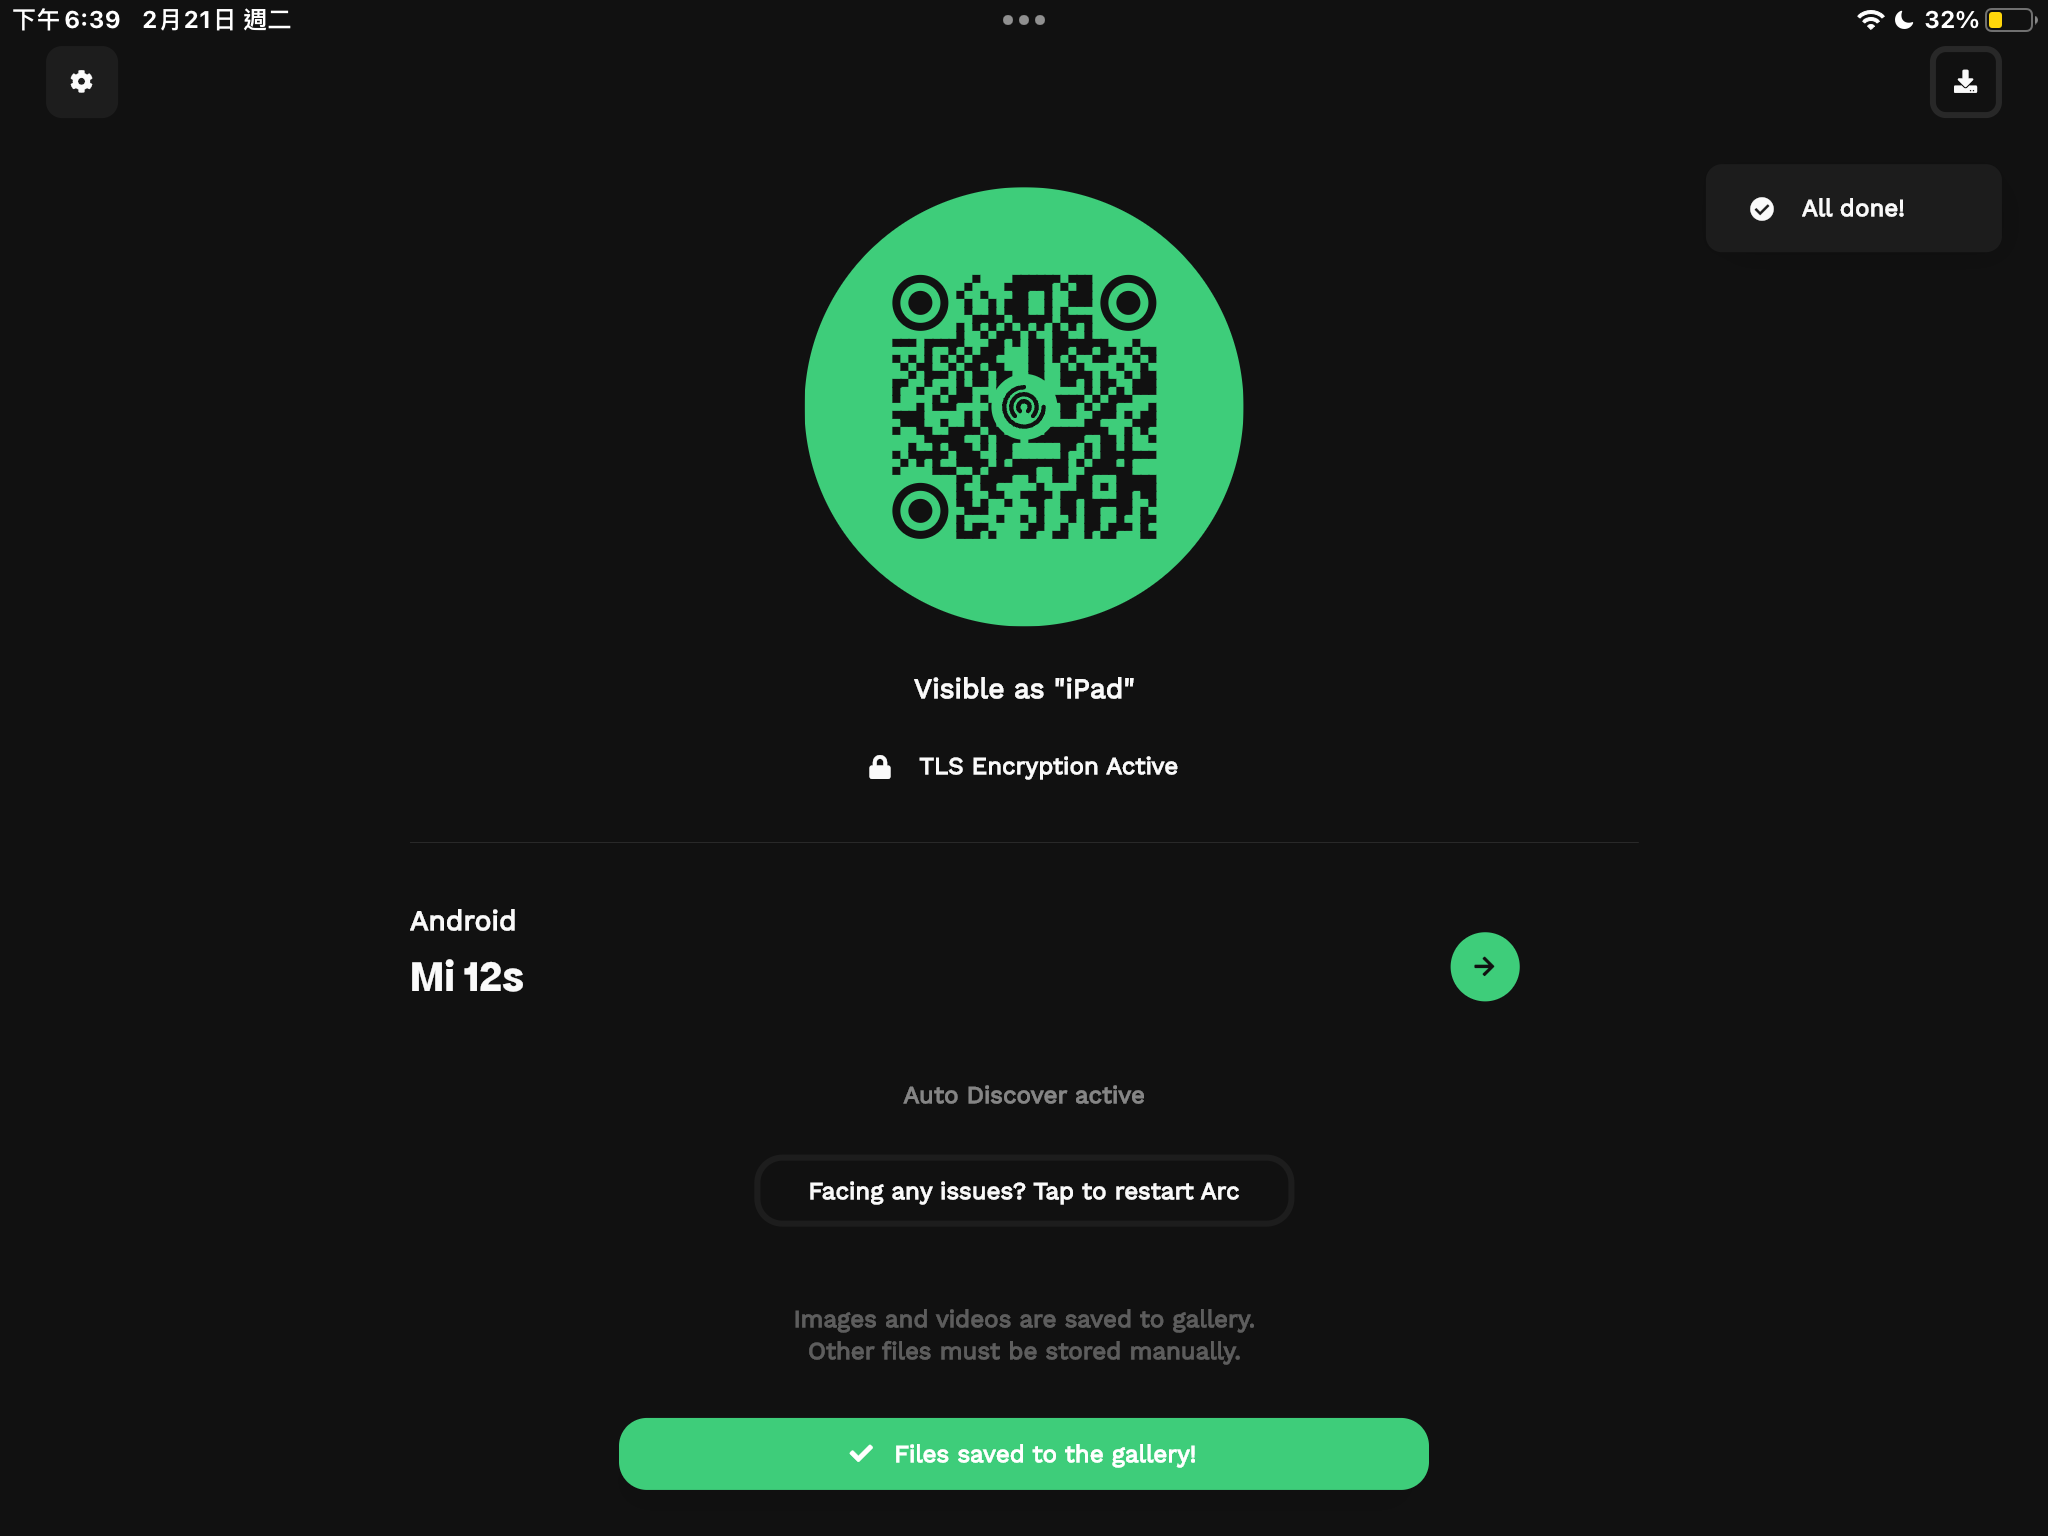 下午6:39 2月21日 週二
32%
All done!
Visible as "iPad"
TLS Encryption Active
Android
Mi 12s
Auto Discover active
Facing any issues? Tap to restart Arc
Images and videos are saved to gallery.
Other files must be stored manually.
Files saved to the gallery!